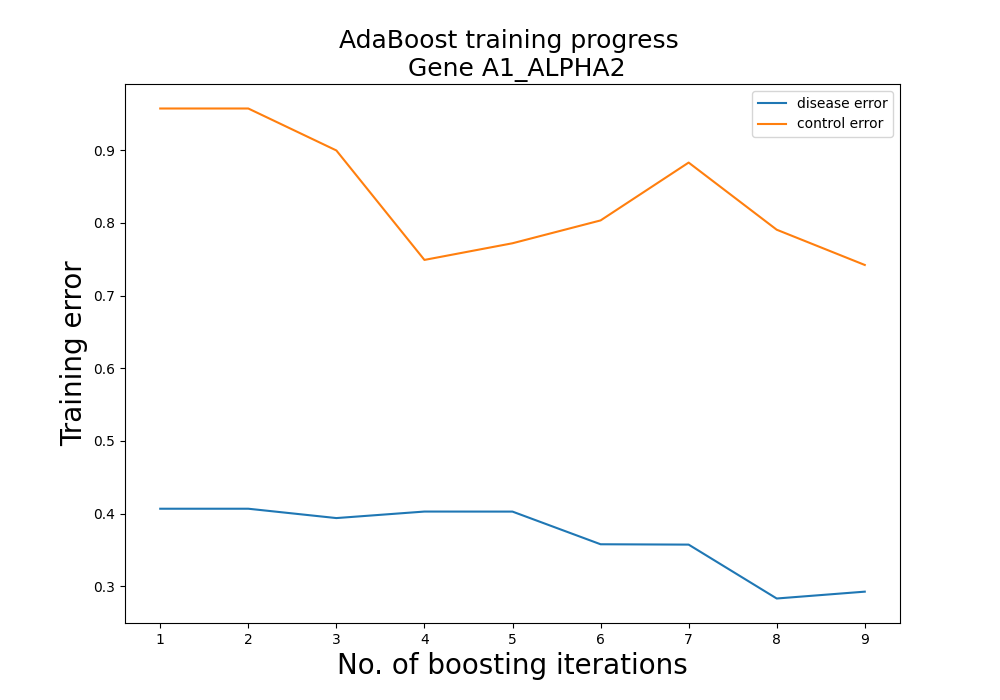 AdaBoost training progress
Gene A1_ALPHA2
disease error
control error
Training error
0.9
0.8
0.7
0.6
0.5
0.4
0.3
1 2 3 4 5 6 7 8 9
No. of boosting iterations